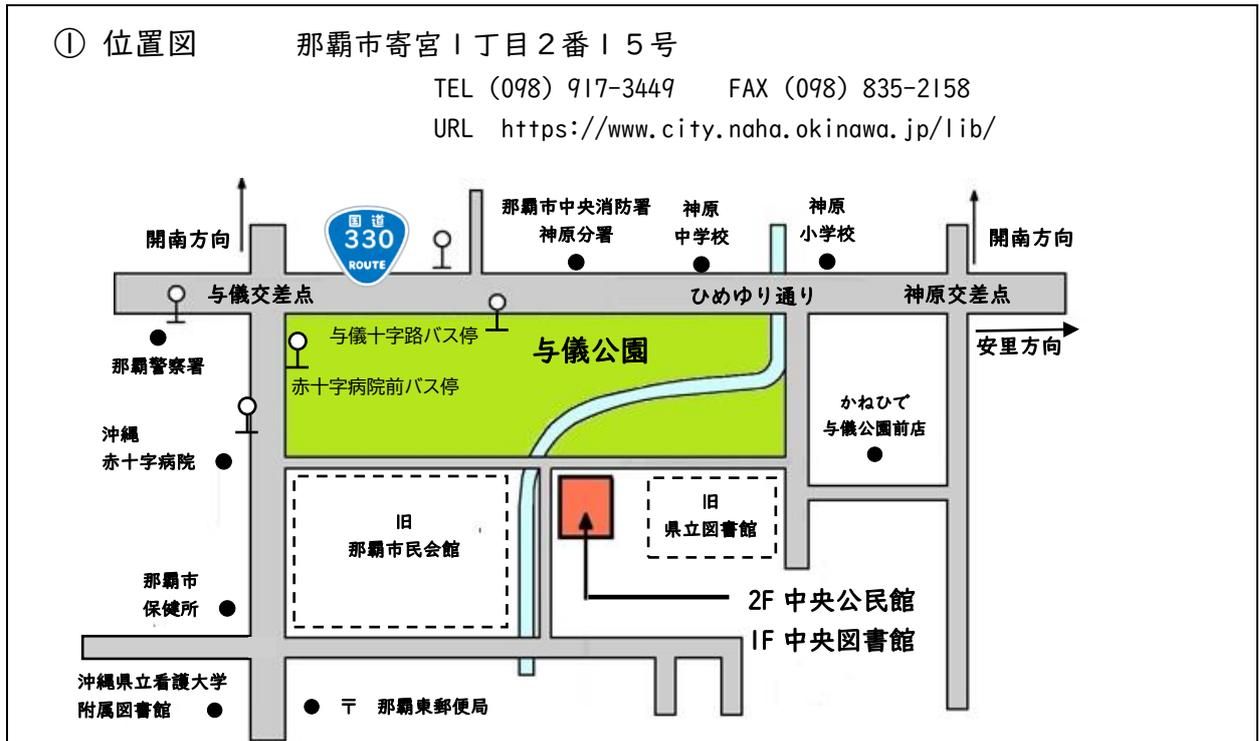 ① 位置図 那覇市寄宮1丁目2番15号
TEL (098) 917-3449 FAX (098) 835-2158
URL https://www.city.naha.okinawa.jp/lib/
開南方向
国道
330
ROUTE
那覇市中央消防署
神原分署
神原
中学校
神原
小学校
開南方向
与儀交差点
ひめゆり通り
神原交差点
那覇警察署
与儀十字路バス停
与儀公園
安里方向
赤十字病院前バス停
かねひで
与儀公園前店
沖縄
赤十字病院
旧
那覇市民会館
旧
県立図書館
那覇市
保健所
2F 中央公民館
1F 中央図書館
沖縄県立看護大学
附属図書館
〒 那覇東郵便局